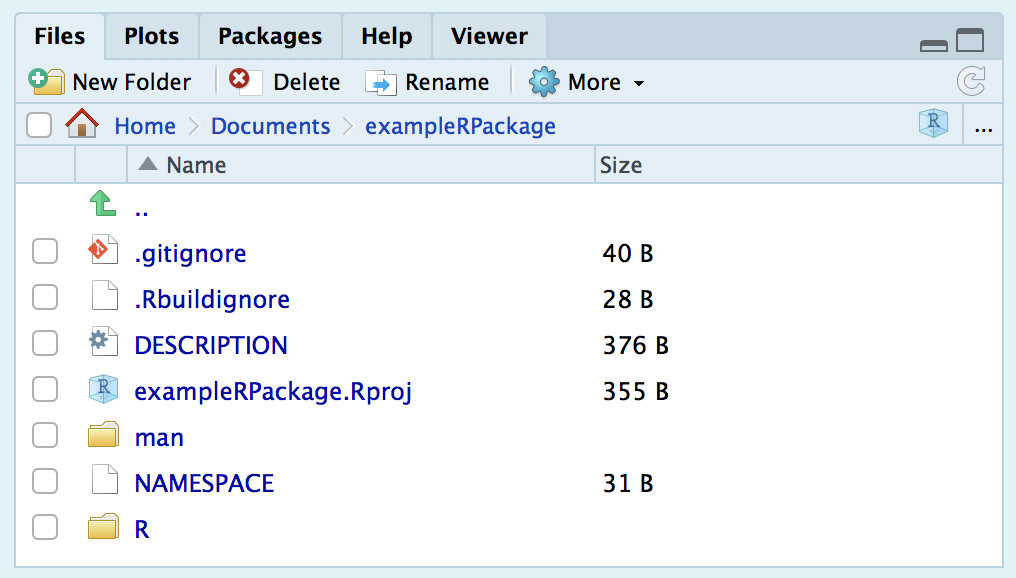 Files Plots Packages Help Viewer
New Folder Delete Rename More
Home Documents exampleRPackage R ...
Name Size
..
.gitignore 40 B
.Rbuildignore 28 B
DESCRIPTION 376 B
R exampleRPackage.Rproj 355 B
man
NAMESPACE 31 B
R